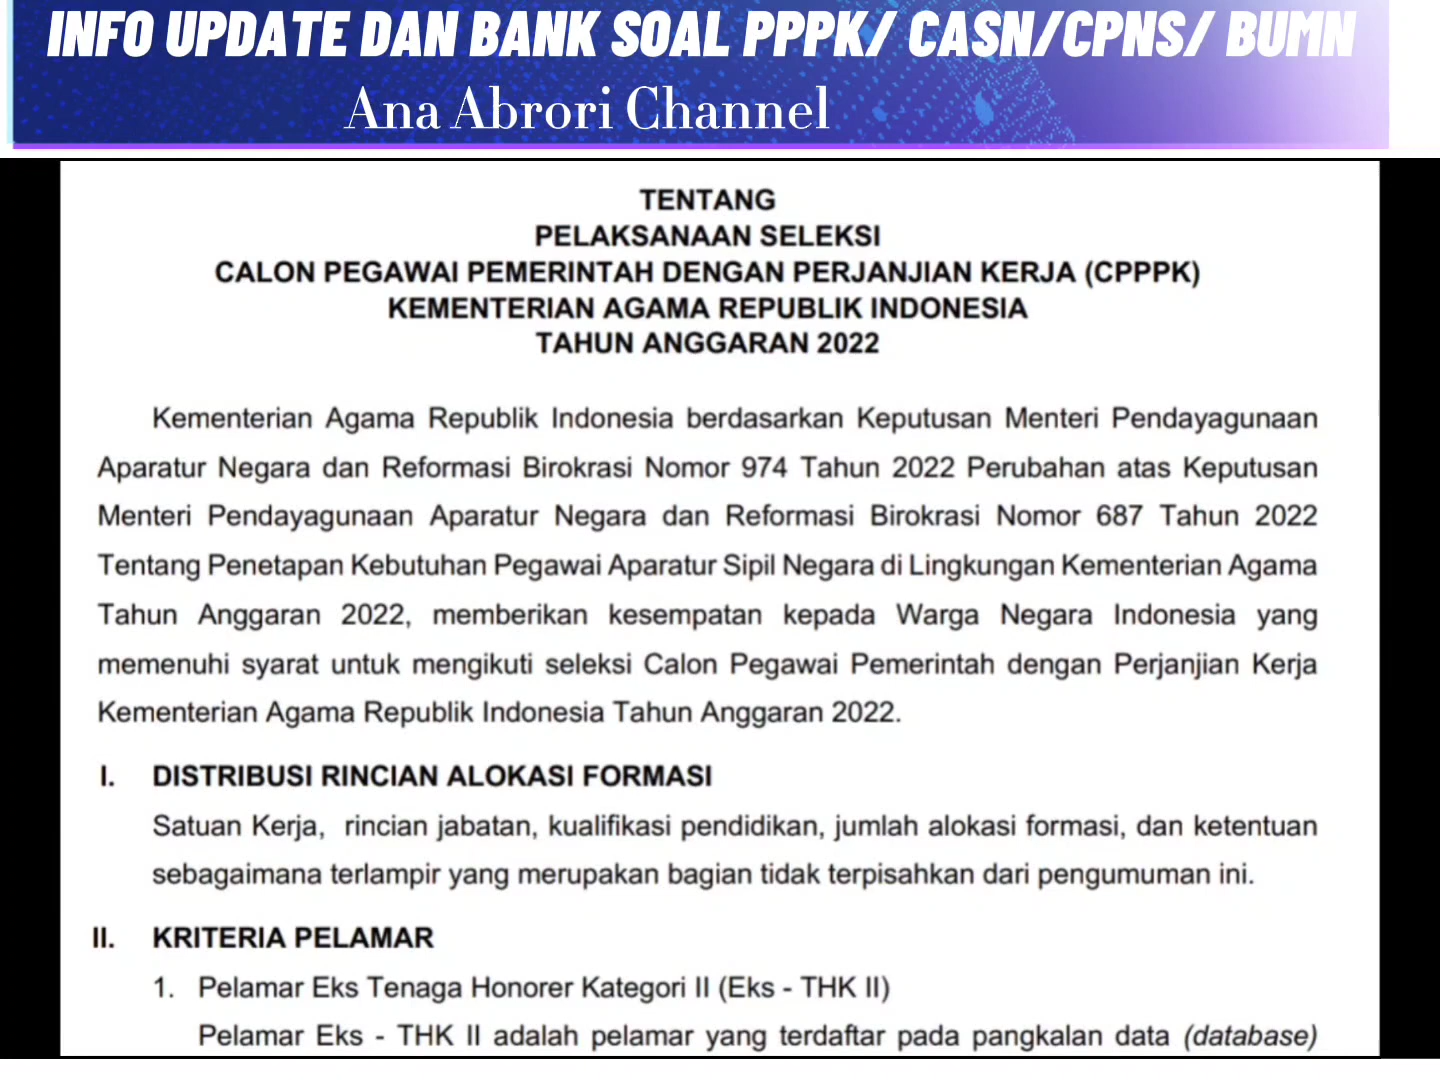 INFO UPDATE DAN BANK SOAL PPPK/ CASN/CPNS/ BUMN
Ana Abrori Channel
TENTANG
PELAKSANAAN SELEKSI
CALON PEGAWAI PEMERINTAH DENGAN PERJANJIAN KERJA (CPPPK)
KEMENTERIAN AGAMA REPUBLIK INDONESIA
TAHUN ANGGARAN 2022
Kementerian Agama Republik Indonesia berdasarkan Keputusan Menteri Pendayagunaan
Aparatur Negara dan Reformasi Birokrasi Nomor 974 Tahun 2022 Perubahan atas Keputusan
Menteri Pendayagunaan Aparatur Negara dan Reformasi Birokrasi Nomor 687 Tahun 2022
Tentang Penetapan Kebutuhan Pegawai Aparatur Sipil Negara di Lingkungan Kementerian Agama
Tahun Anggaran 2022, memberikan kesempatan kepada Warga Negara Indonesia yang
memenuhi syarat untuk mengikuti seleksi Calon Pegawai Pemerintah dengan Perjanjian Kerja
Kementerian Agama Republik Indonesia Tahun Anggaran 2022.
I. DISTRIBUSI RINCIAN ALOKASI FORMASI
Satuan Kerja, rincian jabatan, kualifikasi pendidikan, jumlah alokasi formasi, dan ketentuan
sebagaimana terlampir yang merupakan bagian tidak terpisahkan dari pengumuman ini.
II. KRITERIA PELAMAR
1. Pelamar Eks Tenaga Honorer Kategori II (Eks - THK II)
Pelamar Eks - THK II adalah pelamar yang terdaftar pada pangkalan data (database)